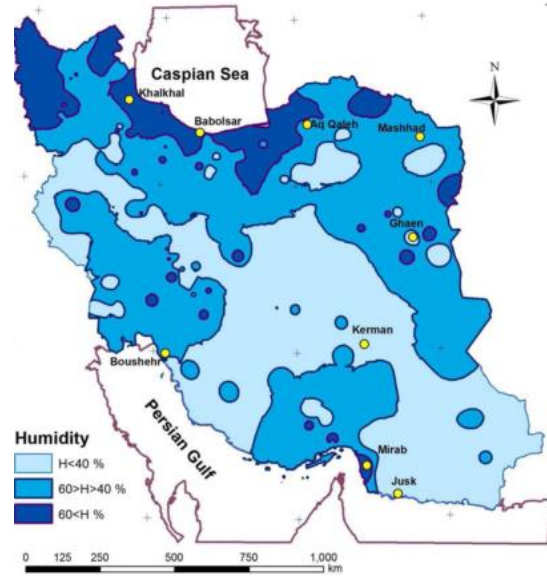 N
Caspian Sea
Khalkhal
Babolsar
Aq Qaleh
Mashhad
Ghaen
Kerman
Boushehr
Persian Gulf
Mirab
Jusk
Humidity
H<40 %
60>H>40 %
60<H %
0 125 250 500 750 1,000
km